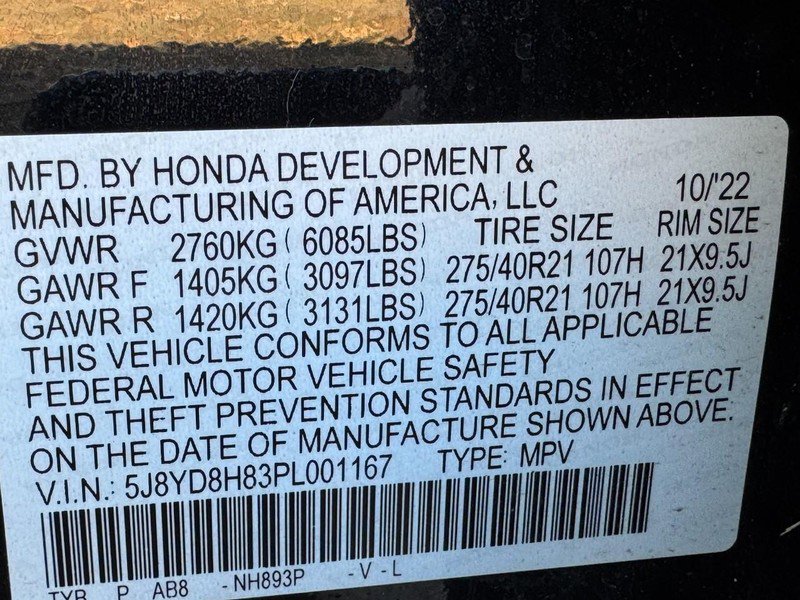 MFD. BY HONDA DEVELOPMENT &
MANUFACTURING OF AMERICA, LLC 10/'22
GVWR 2760KG ( 6085LBS) TIRE SIZE RIM SIZE
GAWR F 1405KG ( 3097LBS) 275/40R21 107H 21X9.5J
GAWR R 1420KG ( 3131LBS) 275/40R21 107H 21X9.5J
THIS VEHICLE CONFORMS TO ALL APPLICABLE
FEDERAL MOTOR VEHICLE SAFETY
AND THEFT PREVENTION STANDARDS IN EFFECT
ON THE DATE OF MANUFACTURE SHOWN ABOVE.
V.I.N.: 5J8YD8H83PL001167 TYPE: MPV
P AB8 -NH893P -V-L